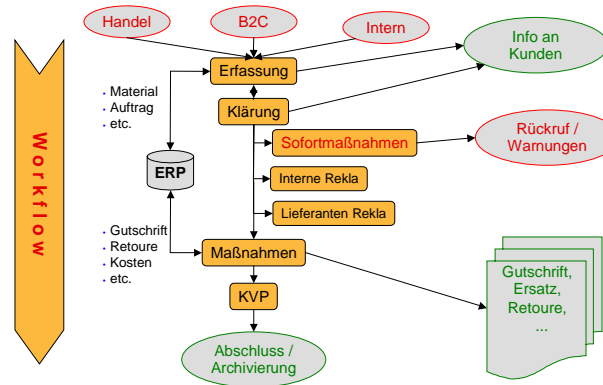 Handel
B2C
Intern
Info an
Kunden
Erfassung
• Material
• Auftrag
• etc.
Klärung
Sofortmaßnahmen
Rückruf /
Warnungen
ERP
Interne Rekla
Lieferanten Rekla
• Gutschrift
• Retoure
• Kosten
• etc.
Maßnahmen
Gutschrift,
Ersatz,
Retoure,
...
KVP
Abschluss /
Archivierung
Workflow